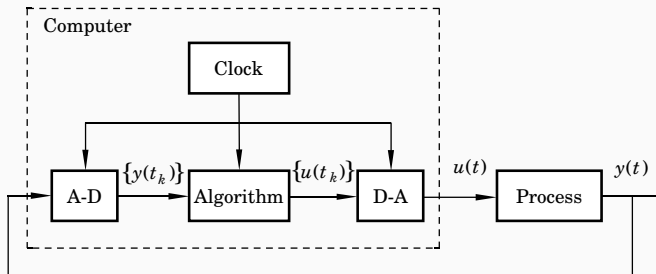 Computer
Clock
{y(t_k)} {u(t_k)} u(t) y(t)
A-D Algorithm D-A Process